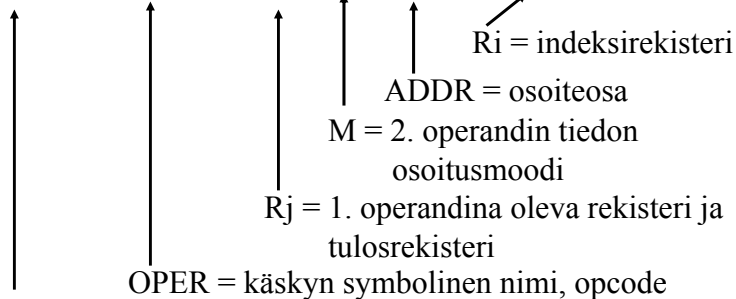 Ri = indeksirekisteri
ADDR = osoiteosa
M = 2. operandin tiedon
osoitusmoodi
Rj = 1. operandina oleva rekisteri ja
tulosrekisteri
OPER = käskyn symbolinen nimi, opcode